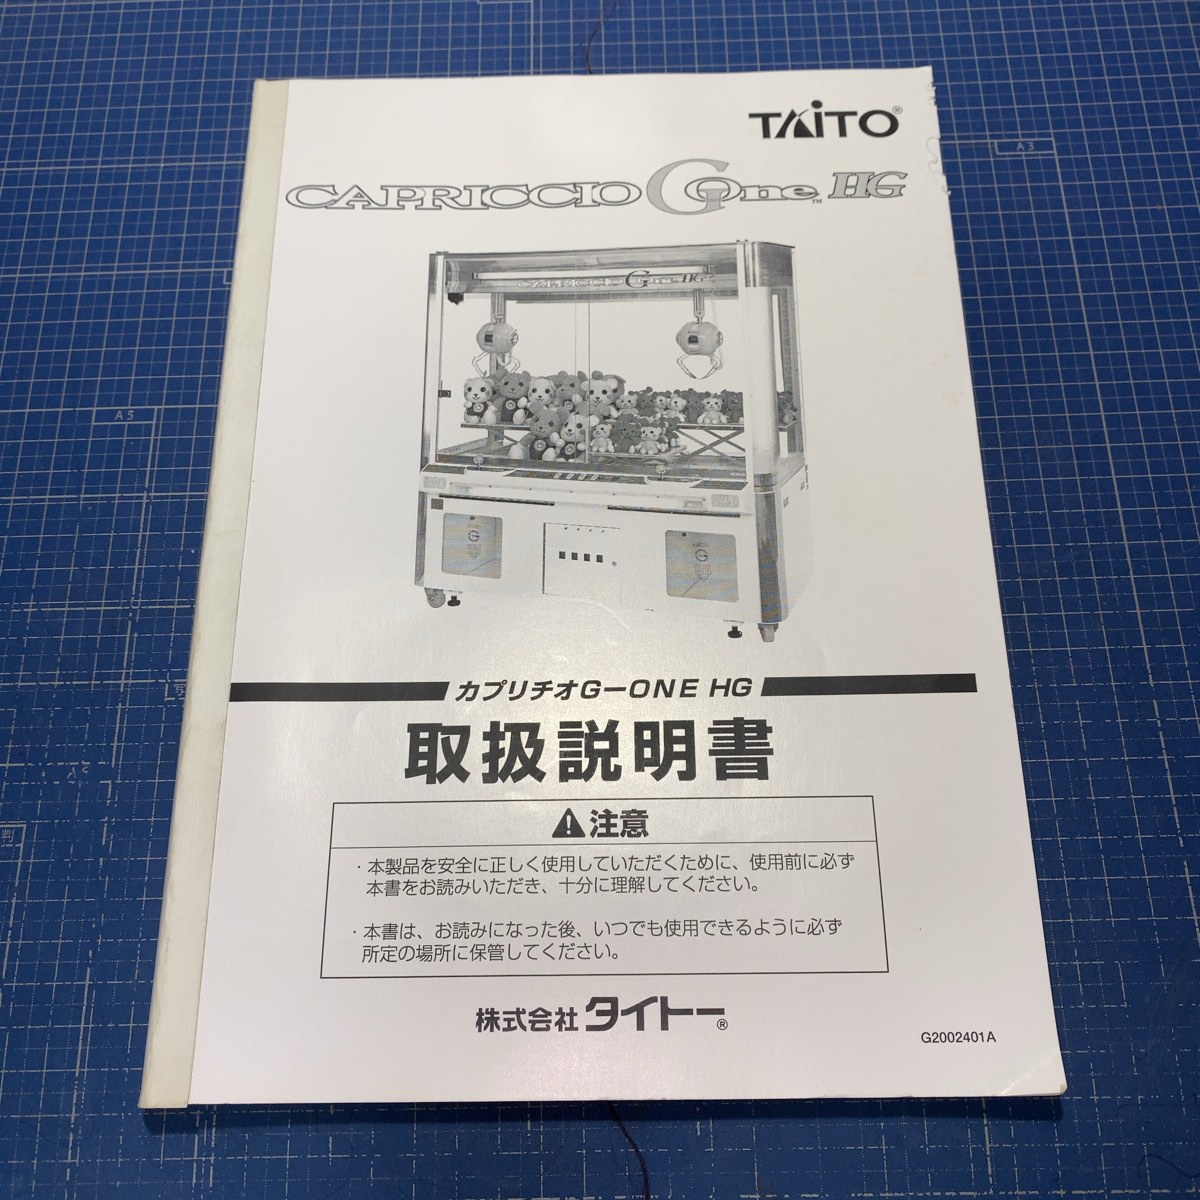 TAITO®
CAPRICCIO G One™ HG
CAPRICCIO G One HG
G
G
カプリチオG－ONE HG
取扱説明書
注意
・本製品を安全に正しく使用していただくために、使用前に必ず
本書をお読みいただき、十分に理解してください。
・本書は、お読みになった後、いつでも使用できるように必ず
所定の場所に保管してください。
株式会社 タイトー®
G2002401A
A3
A5